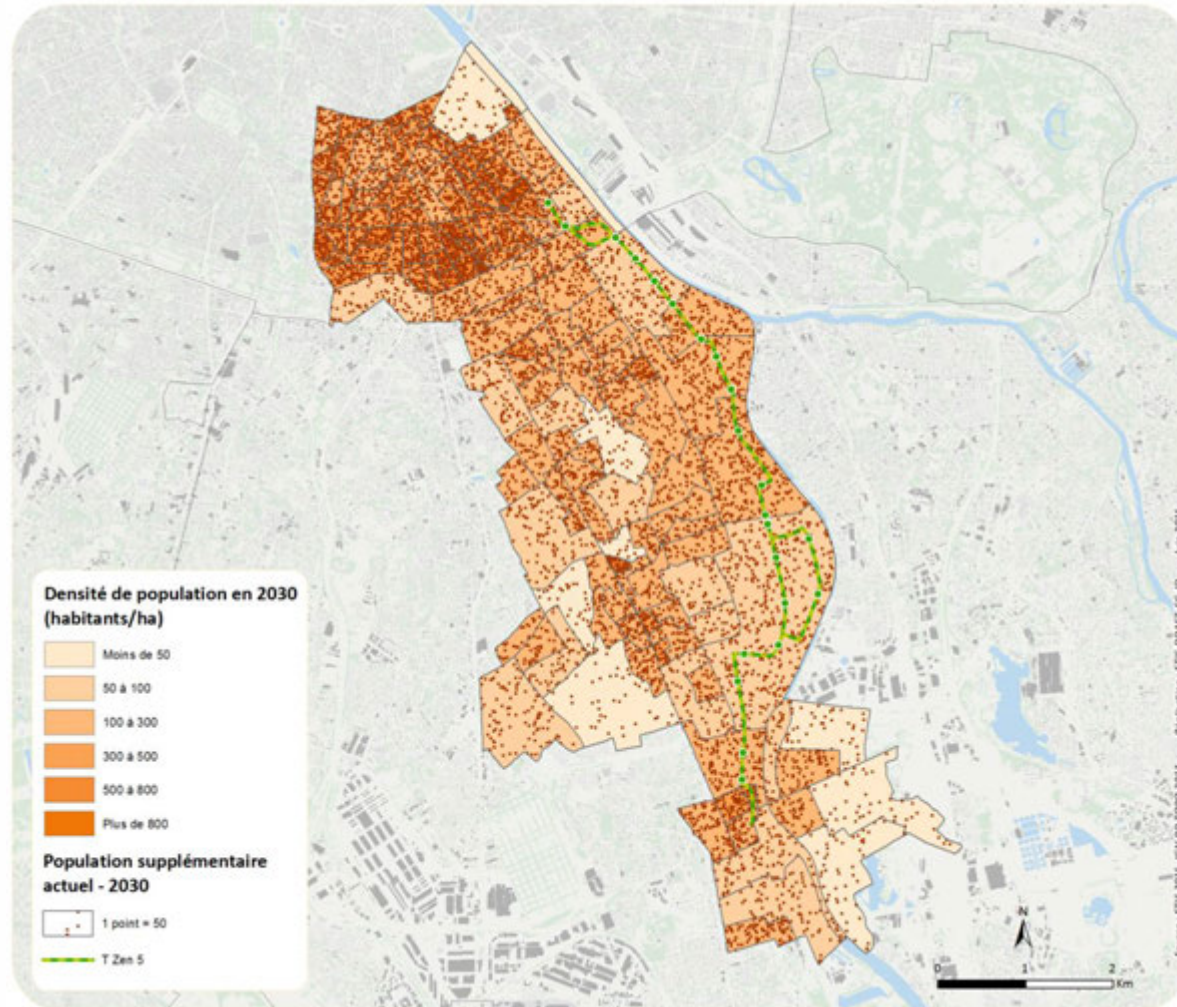 Densité de population en 2030
(habitants/ha)
Moins de 50
50 à 100
100 à 300
300 à 500
500 à 800
Plus de 800
Population supplémentaire
actuel - 2030
1 point = 50
T Zen 5
N
0 1 2
Km